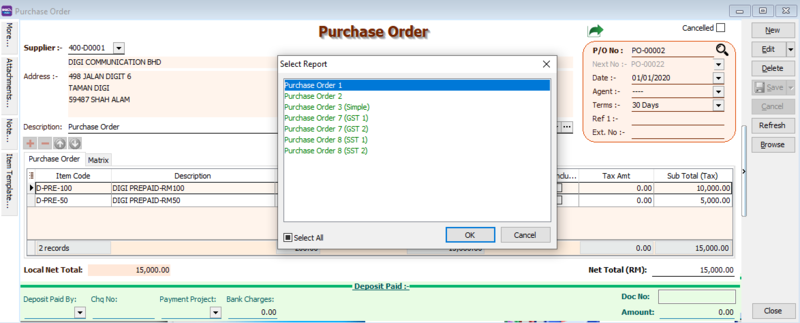 Purchase Order
Purchase Order
Cancelled
More...
Attachments...
Note...
Item Template...
Supplier :- 400-D0001
DIGI COMMUNICATION BHD
Address :- 498 JALAN DIGIT 6
TAMAN DIGI
59487 SHAH ALAM
Description: Purchase Order
P/O No : PO-00002
Next No :- PO-00022
Date :- 01/01/2020
Agent :- ----
Terms :- 30 Days
Ref 1 :-
Ext. No :-
New
Edit
Delete
Save
Cancel
Refresh
Browse
Close
Select Report
Purchase Order 1
Purchase Order 2
Purchase Order 3 (Simple)
Purchase Order 7 (GST 1)
Purchase Order 7 (GST 2)
Purchase Order 8 (SST 1)
Purchase Order 8 (SST 2)
Select All
OK
Cancel
Purchase Order Matrix
Item Code Description Tax Amt Sub Total (Tax)
D-PRE-100 DIGI PREPAID-RM100 0.00 10,000.00
D-PRE-50 DIGI PREPAID-RM50 0.00 5,000.00
2 records 0.00 15,000.00
Local Net Total: 15,000.00 Net Total (RM): 15,000.00
Deposit Paid :-
Deposit Paid By: Chq No: Payment Project: Bank Charges: Doc No:
0.00 Amount: 0.00